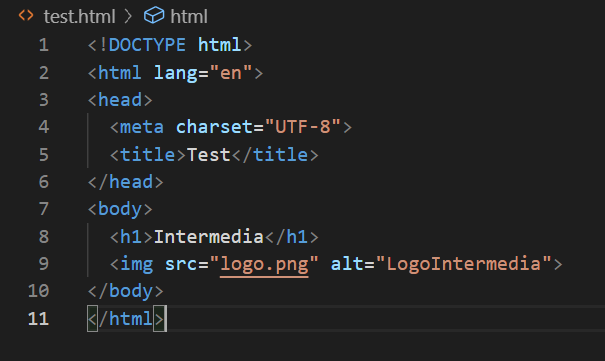 test.html > html
1 <!DOCTYPE html>
2 <html lang="en">
3 <head>
4   <meta charset="UTF-8">
5   <title>Test</title>
6 </head>
7 <body>
8   <h1>Intermedia</h1>
9   <img src="logo.png" alt="LogoIntermedia">
10 </body>
11 </html>